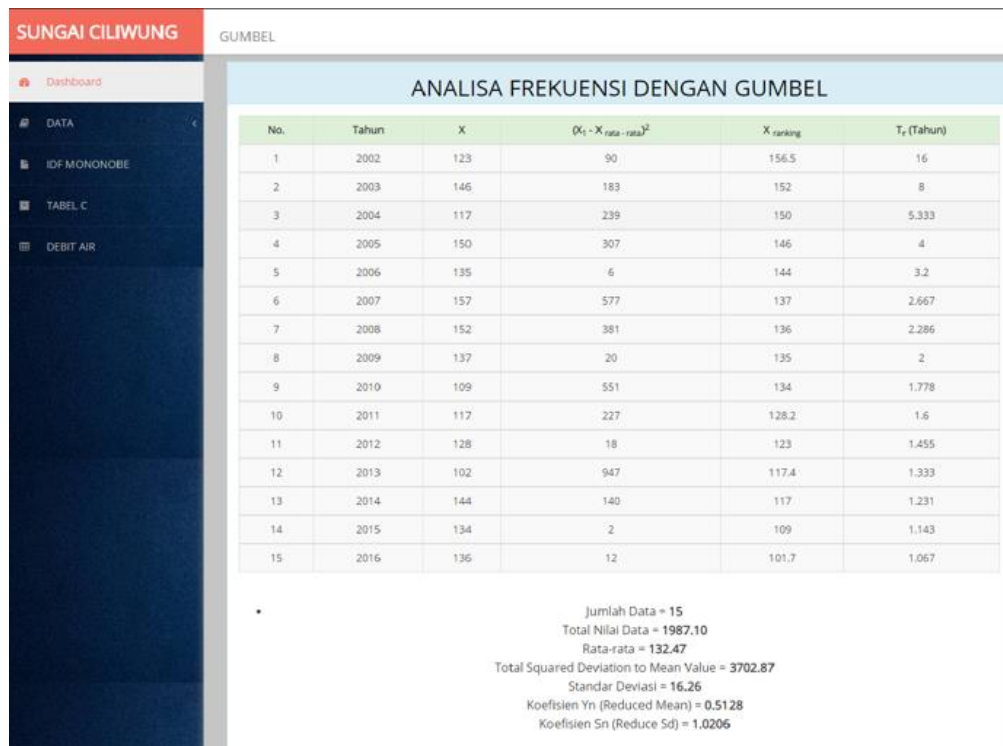 SUNGAI CILIWUNG
GUMBEL
Dashboard
DATA
IDF MONONOBE
TABEL C
DEBIT AIR
ANALISA FREKUENSI DENGAN GUMBEL
No. Tahun X (X1 - X rata - rata)2 X ranking Tr (Tahun)
1 2002 123 90 156.5 16
2 2003 146 183 152 8
3 2004 117 239 150 5.333
4 2005 150 307 146 4
5 2006 135 6 144 3.2
6 2007 157 577 137 2.667
7 2008 152 381 136 2.286
8 2009 137 20 135 2
9 2010 109 551 134 1.778
10 2011 117 227 128.2 1.6
11 2012 128 18 123 1.455
12 2013 102 947 117.4 1.333
13 2014 144 140 117 1.231
14 2015 134 2 109 1.143
15 2016 136 12 101.7 1.067
Jumlah Data = 15
Total Nilai Data = 1987.10
Rata-rata = 132.47
Total Squared Deviation to Mean Value = 3702.87
Standar Deviasi = 16.26
Koefisien Yn (Reduced Mean) = 0.5128
Koefisien Sn (Reduce Sd) = 1.0206